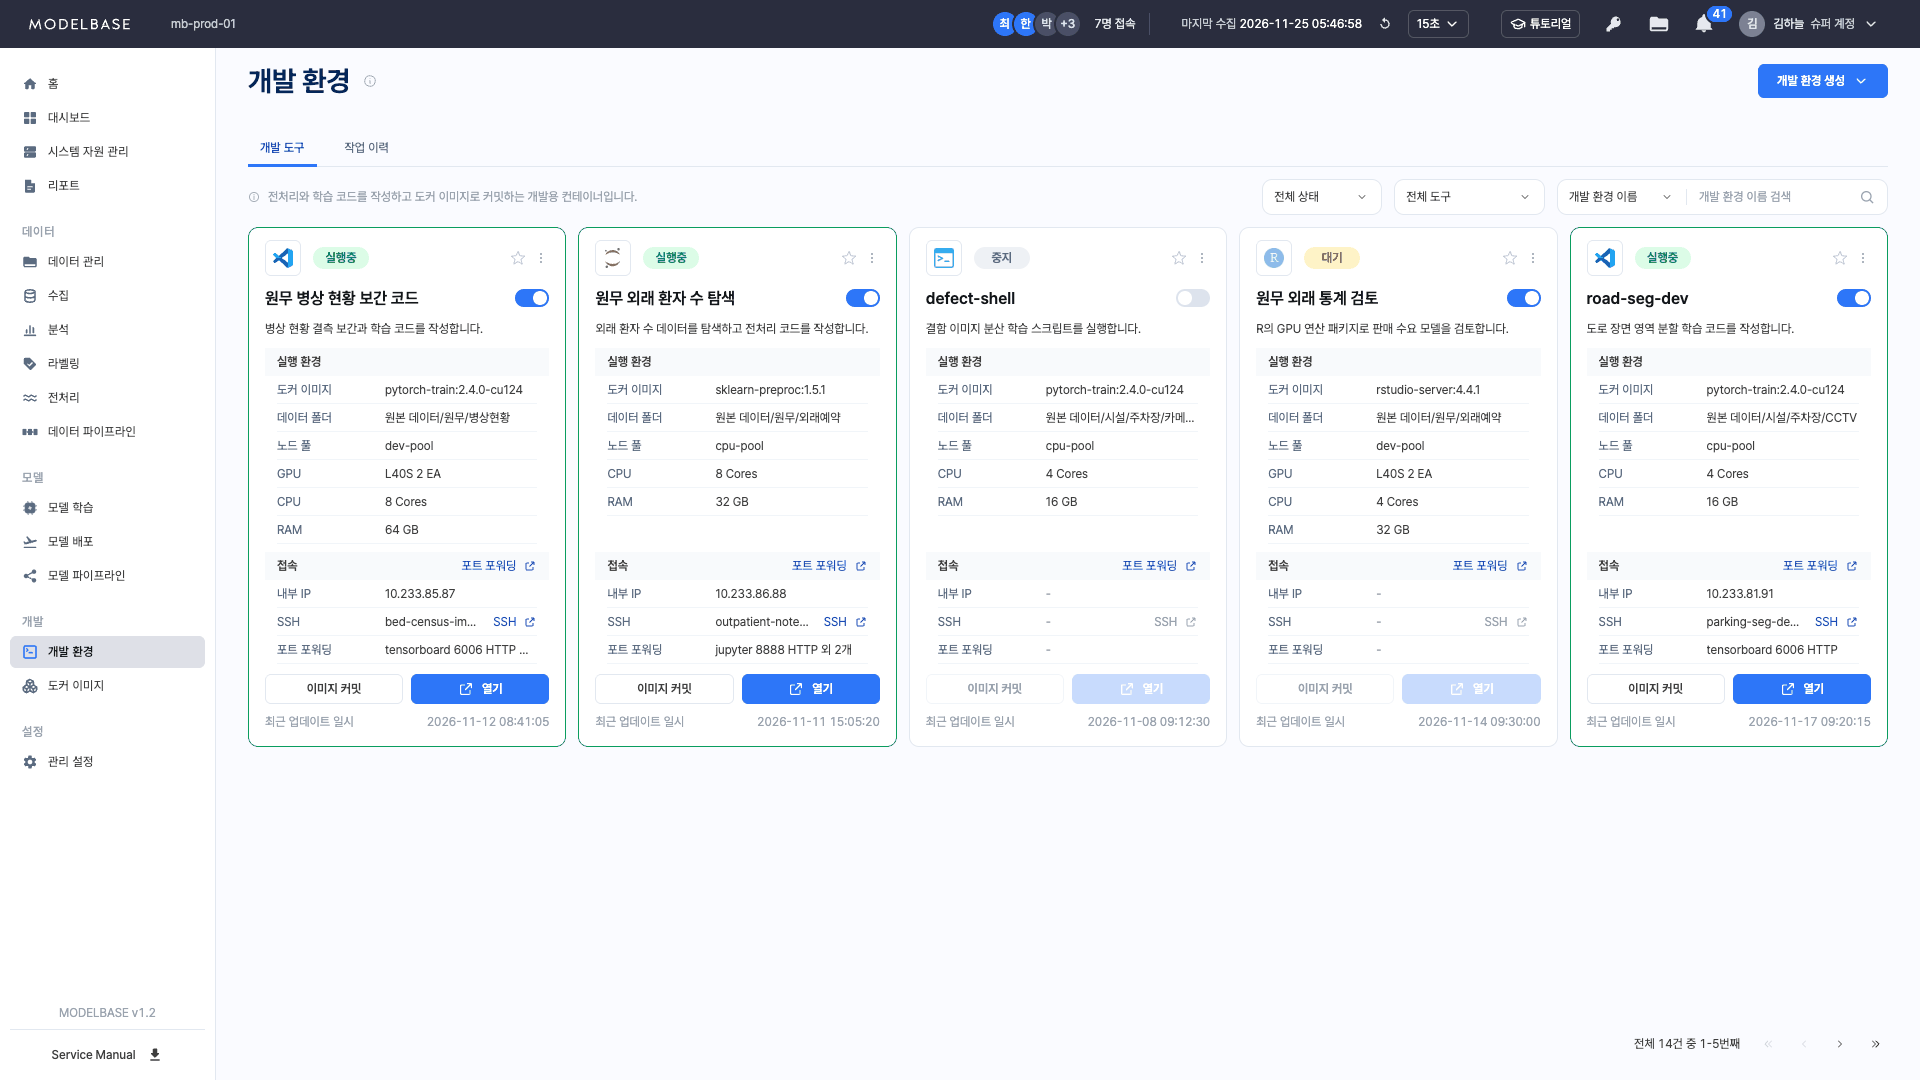 MODELBASE
mb-prod-01
최 한 박 +3 7명 접속
마지막 수집 2026-11-25 05:46:58
15초
튜토리얼
41
김 김하늘 슈퍼 계정
홈
대시보드
시스템 자원 관리
리포트
데이터
데이터 관리
수집
분석
라벨링
전처리
데이터 파이프라인
모델
모델 학습
모델 배포
모델 파이프라인
개발
개발 환경
도커 이미지
설정
관리 설정
MODELBASE v1.2
Service Manual
개발 환경
개발 환경 생성
개발 도구 작업 이력
전처리와 학습 코드를 작성하고 도커 이미지로 커밋하는 개발용 컨테이너입니다.
전체 상태
전체 도구
개발 환경 이름
개발 환경 이름 검색
실행중
원무 병상 현황 보간 코드
병상 현황 결측 보간과 학습 코드를 작성합니다.
실행 환경
도커 이미지 pytorch-train:2.4.0-cu124
데이터 폴더 원본 데이터/원무/병상현황
노드 풀 dev-pool
GPU L40S 2 EA
CPU 8 Cores
RAM 64 GB
접속 포트 포워딩
내부 IP 10.233.85.87
SSH bed-census-im... SSH
포트 포워딩 tensorboard 6006 HTTP ...
이미지 커밋 열기
최근 업데이트 일시 2026-11-12 08:41:05
실행중
원무 외래 환자 수 탐색
외래 환자 수 데이터를 탐색하고 전처리 코드를 작성합니다.
실행 환경
도커 이미지 sklearn-preproc:1.5.1
데이터 폴더 원본 데이터/원무/외래예약
노드 풀 cpu-pool
CPU 8 Cores
RAM 32 GB
접속 포트 포워딩
내부 IP 10.233.86.88
SSH outpatient-note... SSH
포트 포워딩 jupyter 8888 HTTP 외 2개
이미지 커밋 열기
최근 업데이트 일시 2026-11-11 15:05:20
중지
defect-shell
결함 이미지 분산 학습 스크립트를 실행합니다.
실행 환경
도커 이미지 pytorch-train:2.4.0-cu124
데이터 폴더 원본 데이터/시설/주차장/카메...
노드 풀 cpu-pool
CPU 4 Cores
RAM 16 GB
접속 포트 포워딩
내부 IP -
SSH - SSH
포트 포워딩 -
이미지 커밋 열기
최근 업데이트 일시 2026-11-08 09:12:30
R 대기
원무 외래 통계 검토
R의 GPU 연산 패키지로 판매 수요 모델을 검토합니다.
실행 환경
도커 이미지 rstudio-server:4.4.1
데이터 폴더 원본 데이터/원무/외래예약
노드 풀 dev-pool
GPU L40S 2 EA
CPU 4 Cores
RAM 32 GB
접속 포트 포워딩
내부 IP -
SSH - SSH
포트 포워딩 -
이미지 커밋 열기
최근 업데이트 일시 2026-11-14 09:30:00
실행중
road-seg-dev
도로 장면 영역 분할 학습 코드를 작성합니다.
실행 환경
도커 이미지 pytorch-train:2.4.0-cu124
데이터 폴더 원본 데이터/시설/주차장/CCTV
노드 풀 cpu-pool
CPU 4 Cores
RAM 16 GB
접속 포트 포워딩
내부 IP 10.233.81.91
SSH parking-seg-de... SSH
포트 포워딩 tensorboard 6006 HTTP
이미지 커밋 열기
최근 업데이트 일시 2026-11-17 09:20:15
전체 14건 중 1-5번째